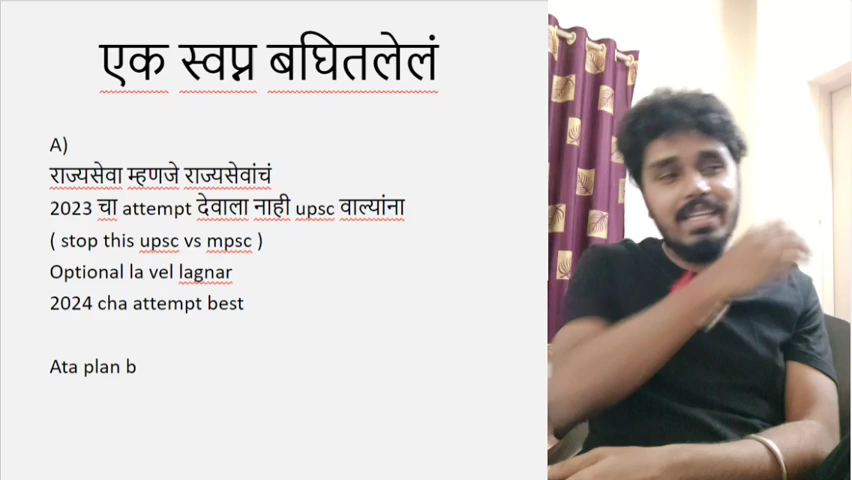 एक स्वप्न बघितलेलं
A)
राज्यसेवा म्हणजे राज्यसेवांचं
2023 चा attempt देवाला नाही upsc वाल्यांना
( stop this upsc vs mpsc )
Optional la vel lagnar
2024 cha attempt best
Ata plan b